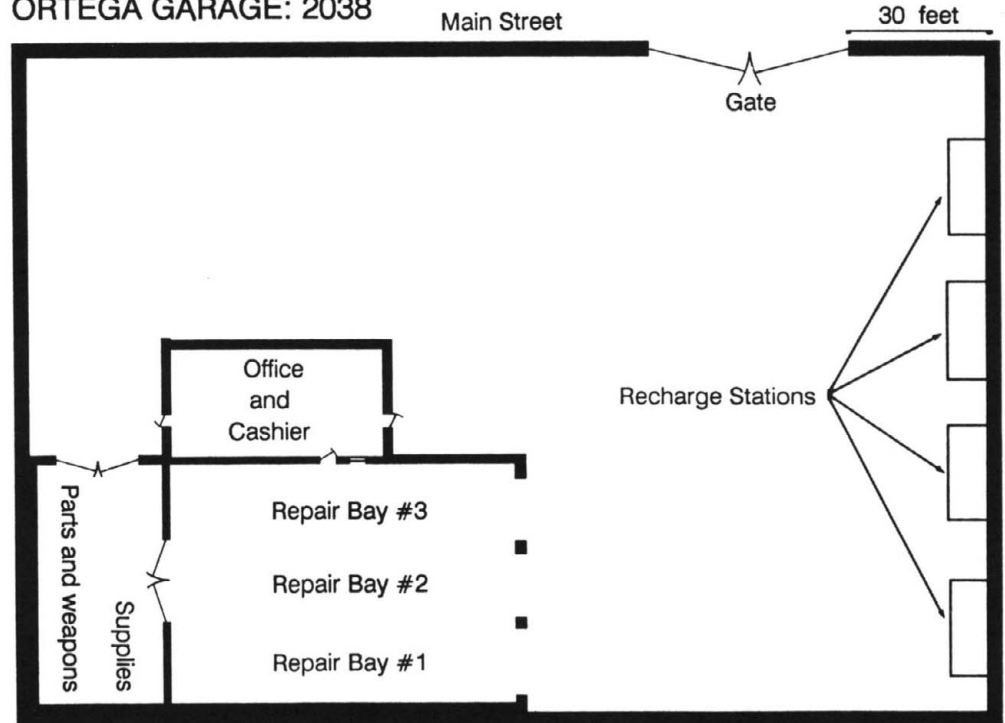 ORTEGA GARAGE: 2038
Main Street
30 feet
Gate
Recharge Stations
Office
and
Cashier
Repair Bay #3
Repair Bay #2
Repair Bay #1
Parts and weapons
Supplies